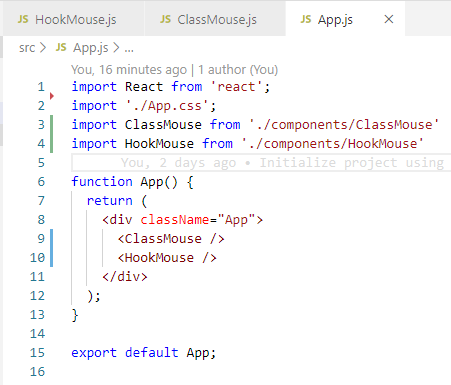 JS HookMouse.js JS ClassMouse.js JS App.js ×
src > JS App.js > ...
You, 16 minutes ago | 1 author (You)
1 import React from 'react';
2 import './App.css';
3 import ClassMouse from './components/ClassMouse'
4 import HookMouse from './components/HookMouse'
5 You, 2 days ago • Initialize project using
6 function App() {
7 return (
8 <div className="App">
9 <ClassMouse />
10 <HookMouse />
11 </div>
12 );
13 }
14
15 export default App;
16